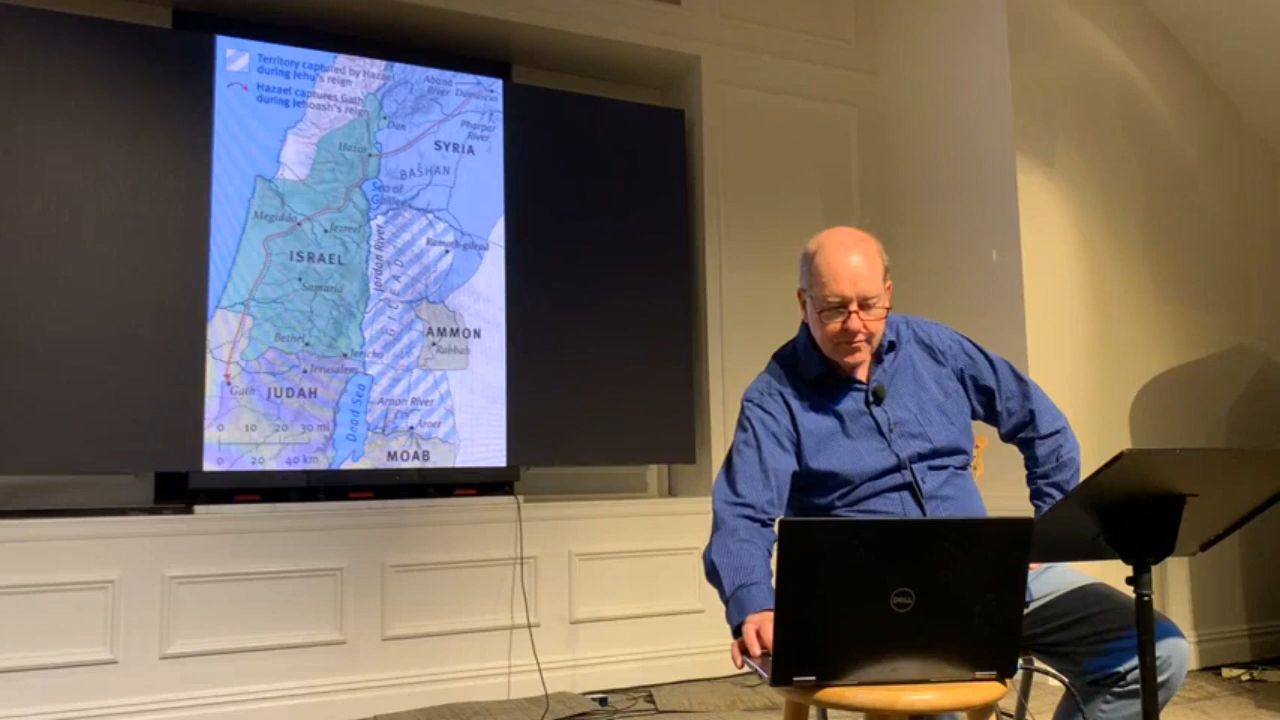 Territory captured by Hazael
during Jehu's reign
Hazael captures Gath
during Jehoash's reign
Abana
River
Damascus
Dan
Pharpar
River
Hazor
SYRIA
BASHAN
Sea of
Galilee
Megiddo
Jezreel
Ramoth-gilead
Jordan River
GILEAD
ISRAEL
Samaria
AMMON
Rabbah
Bethel
Jericho
Jerusalem
Gath
JUDAH
Dead Sea
Arnon River
Aroer
0 10 20 30 mi
0 20 40 km
MOAB
DELL